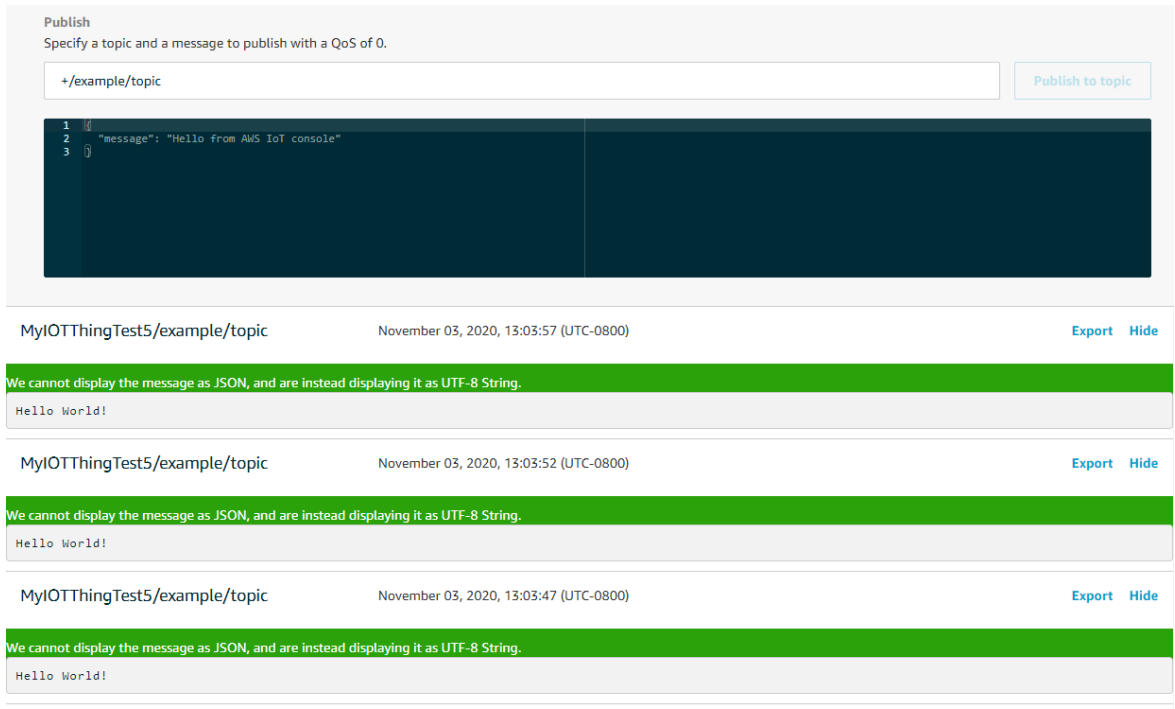 Publish
Specify a topic and a message to publish with a QoS of 0.
+/example/topic
Publish to topic
1 {
2 "message": "Hello from AWS IoT console"
3 }
MyIOTThingTest5/example/topic November 03, 2020, 13:03:57 (UTC-0800) Export Hide
We cannot display the message as JSON, and are instead displaying it as UTF-8 String.
Hello World!
MyIOTThingTest5/example/topic November 03, 2020, 13:03:52 (UTC-0800) Export Hide
We cannot display the message as JSON, and are instead displaying it as UTF-8 String.
Hello World!
MyIOTThingTest5/example/topic November 03, 2020, 13:03:47 (UTC-0800) Export Hide
We cannot display the message as JSON, and are instead displaying it as UTF-8 String.
Hello World!